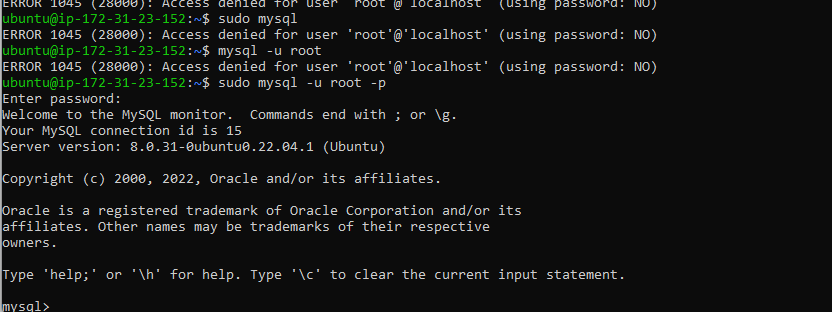 ERROR 1045 (28000): Access denied for user 'root'@'localhost' (using password: NO)
ubuntu@ip-172-31-23-152:~$ sudo mysql
ERROR 1045 (28000): Access denied for user 'root'@'localhost' (using password: NO)
ubuntu@ip-172-31-23-152:~$ mysql -u root
ERROR 1045 (28000): Access denied for user 'root'@'localhost' (using password: NO)
ubuntu@ip-172-31-23-152:~$ sudo mysql -u root -p
Enter password:
Welcome to the MySQL monitor.  Commands end with ; or \g.
Your MySQL connection id is 15
Server version: 8.0.31-0ubuntu0.22.04.1 (Ubuntu)
Copyright (c) 2000, 2022, Oracle and/or its affiliates.
Oracle is a registered trademark of Oracle Corporation and/or its
affiliates. Other names may be trademarks of their respective
owners.
Type 'help;' or '\h' for help. Type '\c' to clear the current input statement.
mysql>